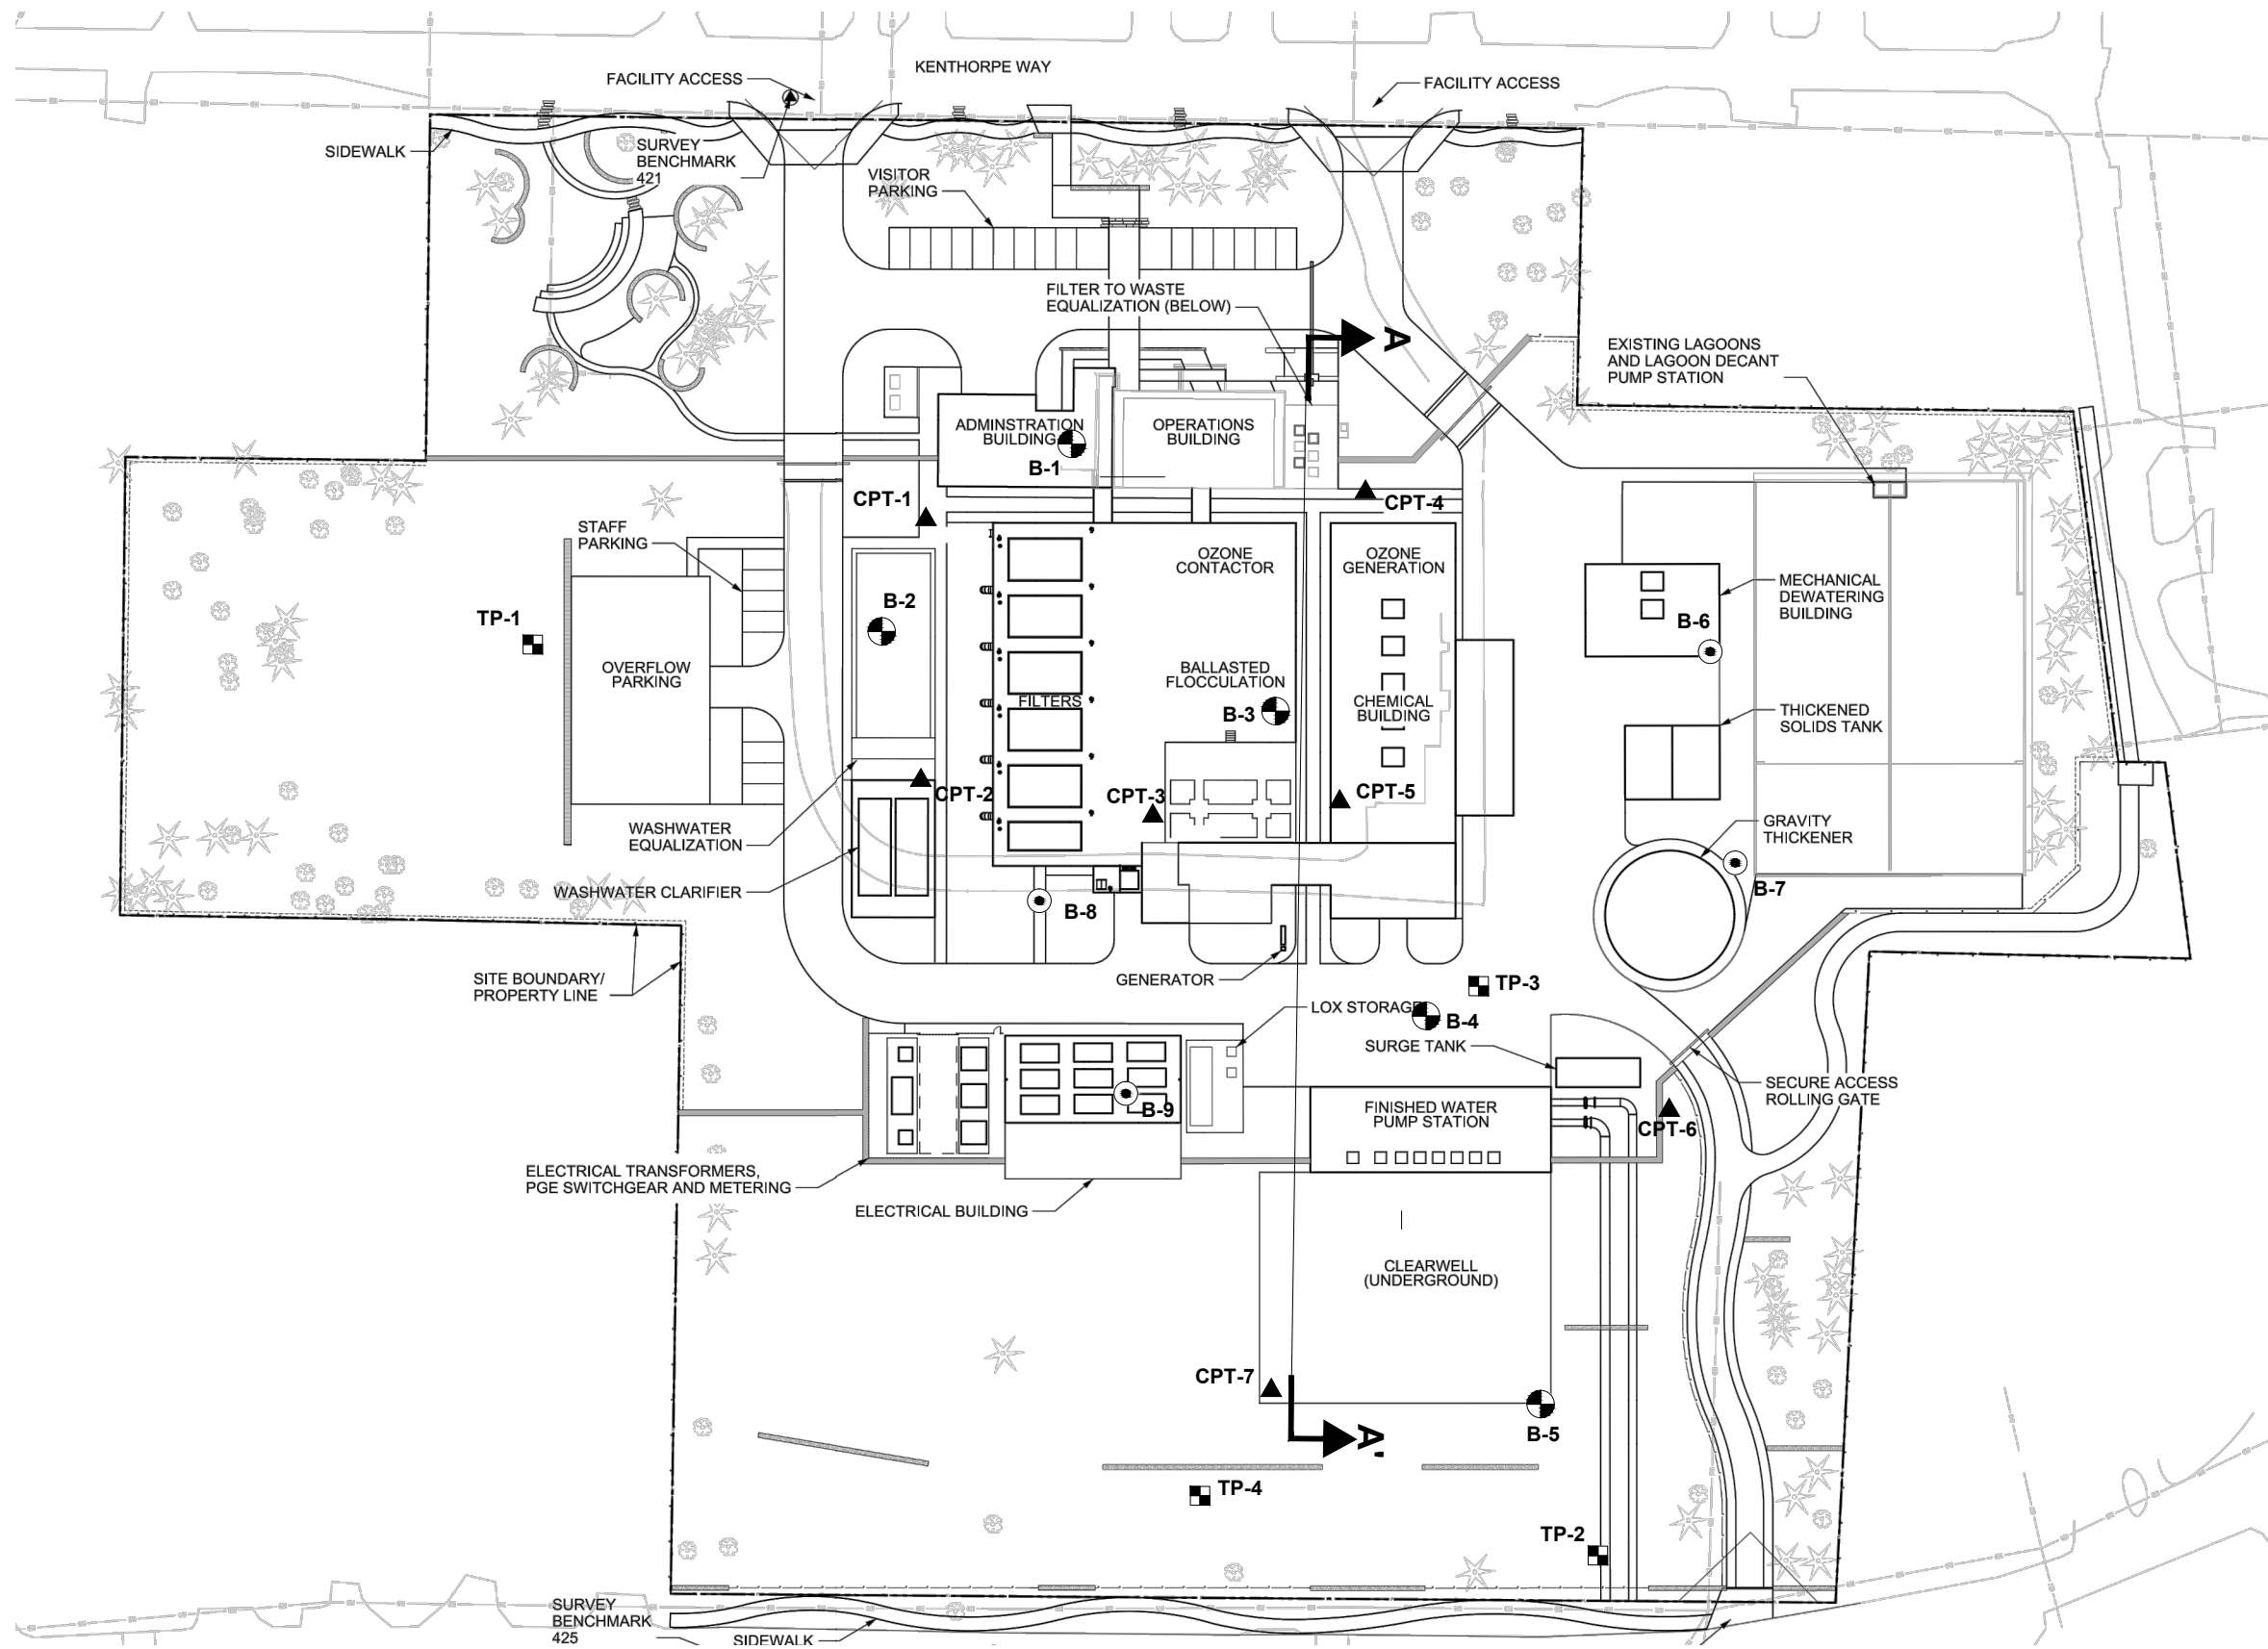 KENTHORPE WAY
FACILITY ACCESS
FACILITY ACCESS
SIDEWALK
SURVEY
BENCHMARK
421
VISITOR
PARKING
FILTER TO WASTE
EQUALIZATION (BELOW)
A
EXISTING LAGOONS
AND LAGOON DECANT
PUMP STATION
ADMINSTRATION
BUILDING
B-1
OPERATIONS
BUILDING
CPT-1
CPT-4
STAFF
PARKING
OZONE
CONTACTOR
OZONE
GENERATION
MECHANICAL
DEWATERING
BUILDING
B-2
B-6
TP-1
OVERFLOW
PARKING
BALLASTED
FLOCCULATION
FILTERS
B-3
CHEMICAL
BUILDING
THICKENED
SOLIDS TANK
CPT-2
CPT-3
CPT-5
WASHWATER
EQUALIZATION
GRAVITY
THICKENER
WASHWATER CLARIFIER
B-7
B-8
SITE BOUNDARY/
PROPERTY LINE
GENERATOR
TP-3
LOX STORAGE
B-4
SURGE TANK
SECURE ACCESS
ROLLING GATE
B-9
FINISHED WATER
PUMP STATION
CPT-6
ELECTRICAL TRANSFORMERS,
PGE SWITCHGEAR AND METERING
ELECTRICAL BUILDING
CLEARWELL
(UNDERGROUND)
CPT-7
B-5
A'
TP-4
TP-2
SURVEY
BENCHMARK
425
SIDEWALK